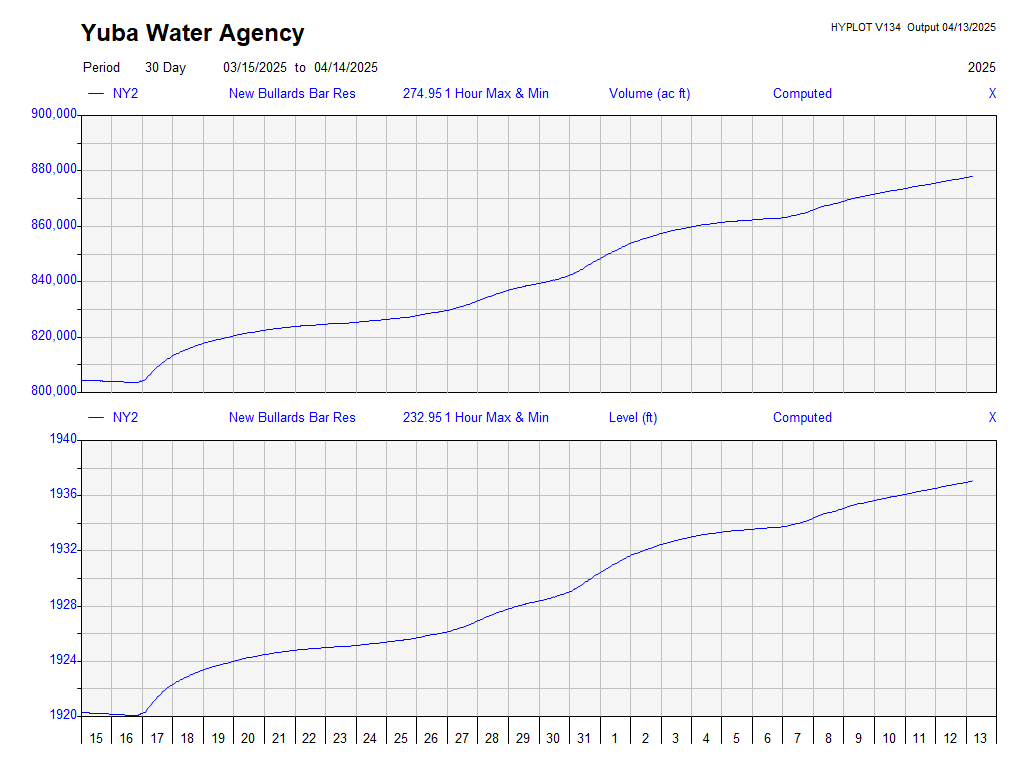 Yuba Water Agency
HYPLOT V134 Output 04/13/2025
Period 30 Day 03/15/2025 to 04/14/2025 2025
NY2 New Bullards Bar Res 274.95 1 Hour Max & Min Volume (ac ft) Computed X
900,000
880,000
860,000
840,000
820,000
800,000
NY2 New Bullards Bar Res 232.95 1 Hour Max & Min Level (ft) Computed X
1940
1936
1932
1928
1924
1920
15 16 17 18 19 20 21 22 23 24 25 26 27 28 29 30 31 1 2 3 4 5 6 7 8 9 10 11 12 13